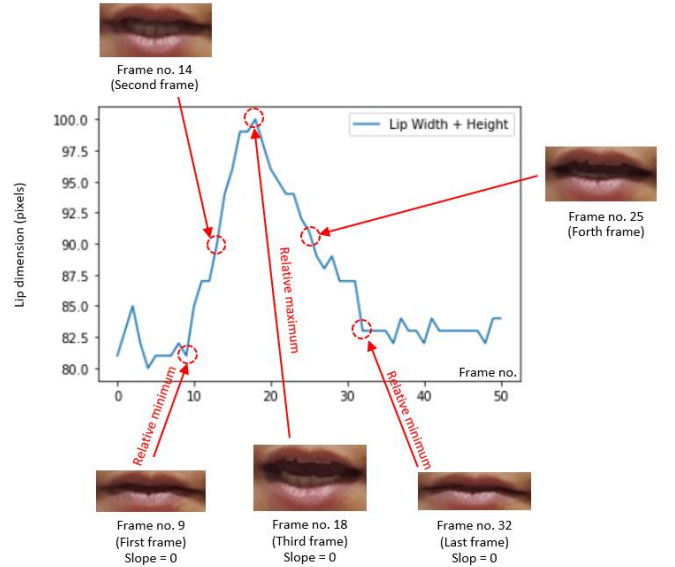 Frame no. 14
(Second frame)
Lip Width + Height
Lip dimension (pixels)
100.0
97.5
95.0
92.5
90.0
87.5
85.0
82.5
80.0
Frame no. 25
(Forth frame)
Relative maximum
Relative minimum
Relative minimum
Frame no.
0
10
20
30
40
50
Frame no. 9
(First frame)
Slope = 0
Frame no. 18
(Third frame)
Slope = 0
Frame no. 32
(Last frame)
Slop = 0